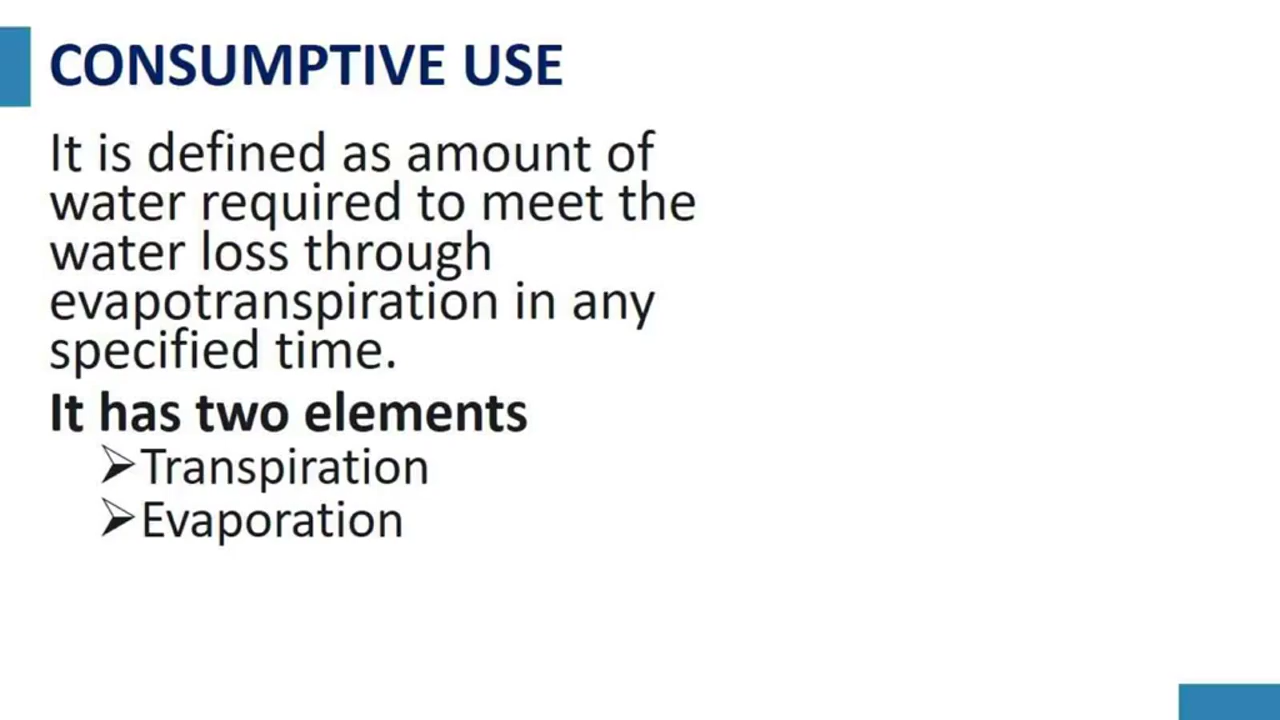 CONSUMPTIVE USE
It is defined as amount of
water required to meet the
water loss through
evapotranspiration in any
specified time.
It has two elements
➢Transpiration
➢Evaporation